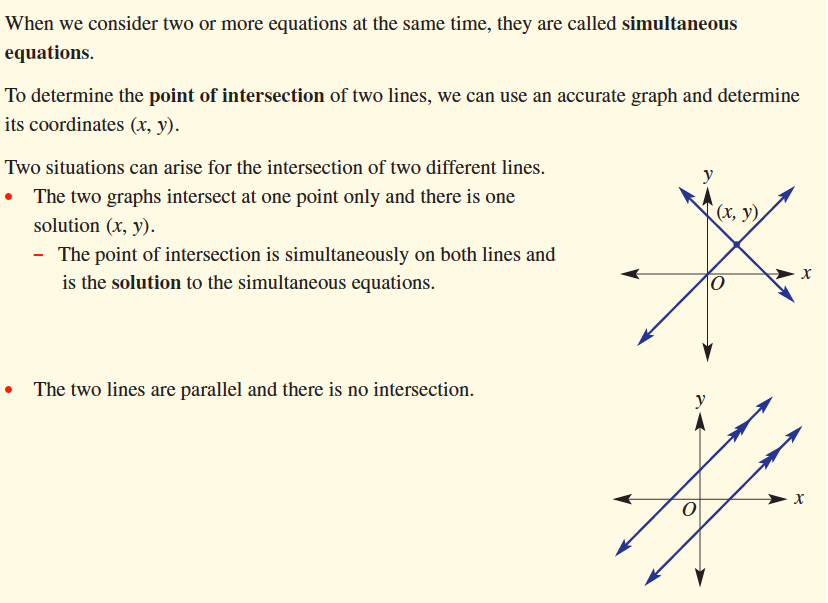 When we consider two or more equations at the same time, they are called simultaneous
equations.
To determine the point of intersection of two lines, we can use an accurate graph and determine
its coordinates (x, y).
Two situations can arise for the intersection of two different lines.
• The two graphs intersect at one point only and there is one
solution (x, y).
– The point of intersection is simultaneously on both lines and
is the solution to the simultaneous equations.
y
(x, y)
x
O
• The two lines are parallel and there is no intersection.
y
x
O